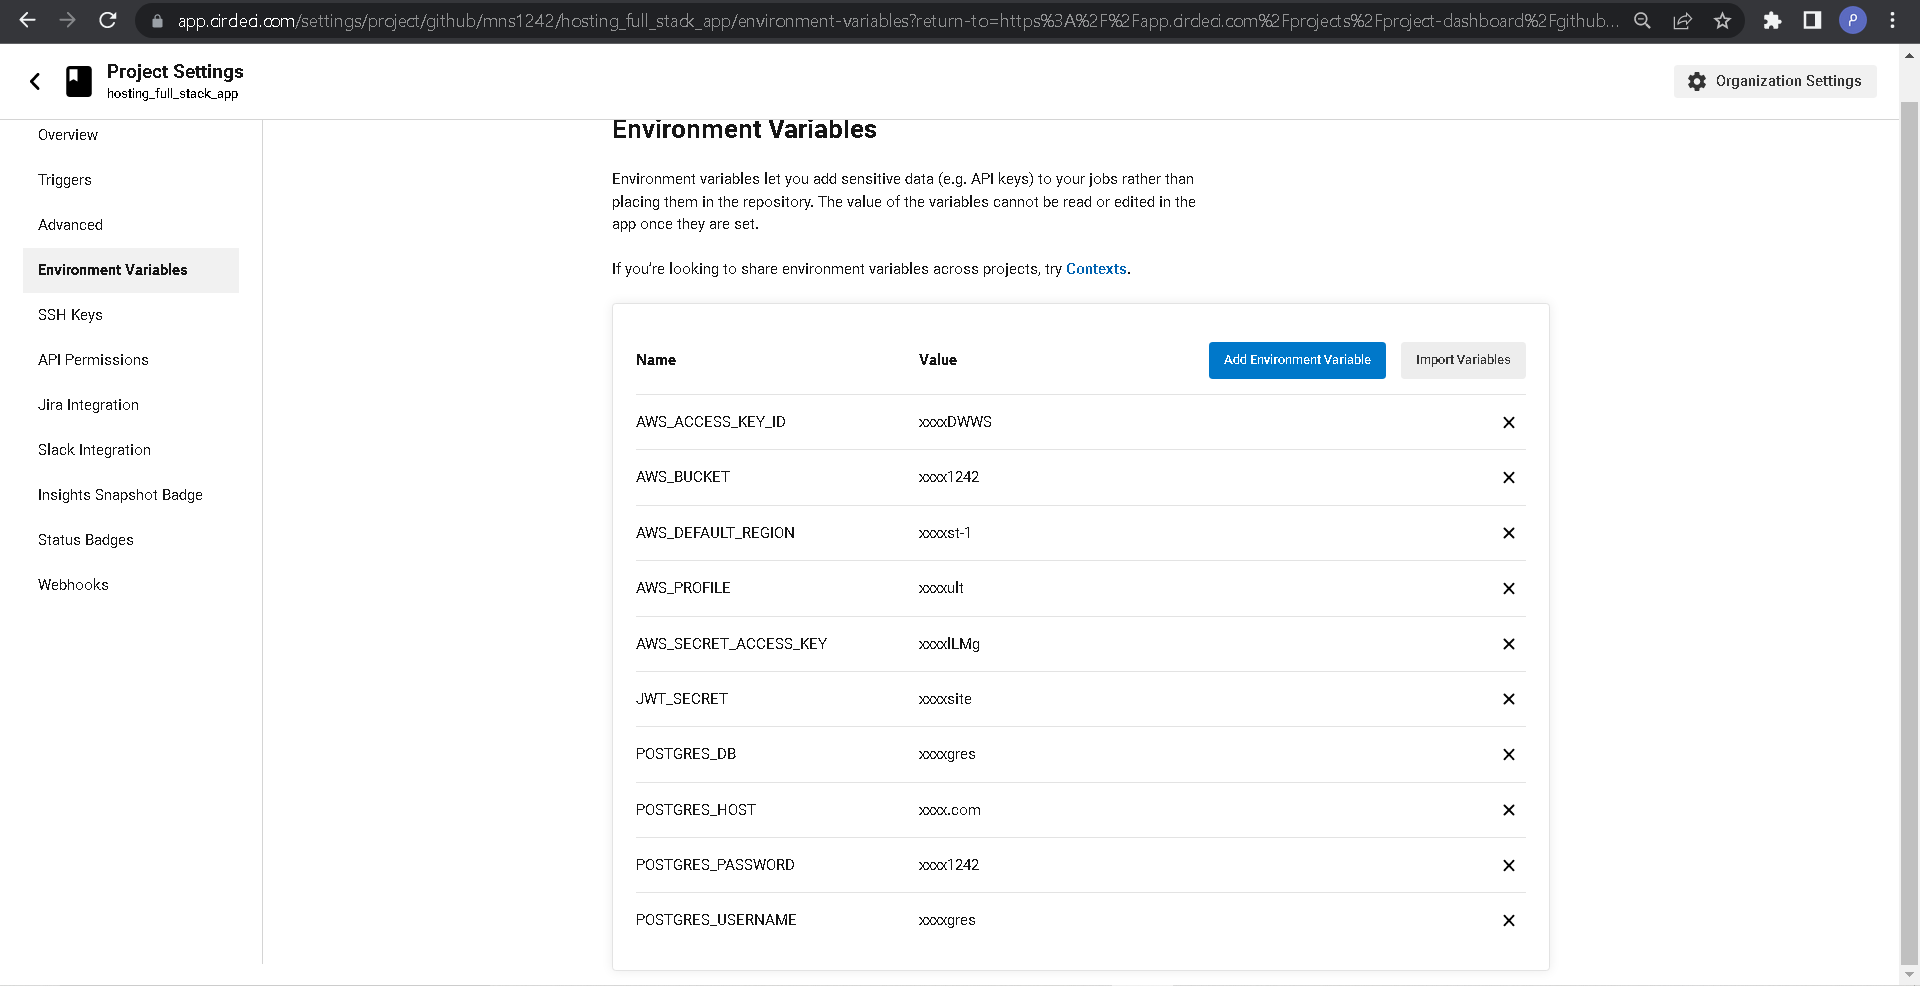 app.circleci.com/settings/project/github/mns1242/hosting_full_stack_app/environment-variables?return-to=https%3A%2F%2Fapp.circleci.com%2Fprojects%2Fproject-dashboard%2Fgithub...
P
Project Settings
hosting_full_stack_app
Organization Settings
Overview
Triggers
Advanced
Environment Variables
SSH Keys
API Permissions
Jira Integration
Slack Integration
Insights Snapshot Badge
Status Badges
Webhooks
Environment Variables
Environment variables let you add sensitive data (e.g. API keys) to your jobs rather than
placing them in the repository. The value of the variables cannot be read or edited in the
app once they are set.
If you're looking to share environment variables across projects, try Contexts.
Name Value Add Environment Variable Import Variables
AWS_ACCESS_KEY_ID xxxxDWWS
AWS_BUCKET xxxx1242
AWS_DEFAULT_REGION xxxxst-1
AWS_PROFILE xxxxult
AWS_SECRET_ACCESS_KEY xxxxlLMg
JWT_SECRET xxxxsite
POSTGRES_DB xxxxgres
POSTGRES_HOST xxxx.com
POSTGRES_PASSWORD xxxx1242
POSTGRES_USERNAME xxxxgres